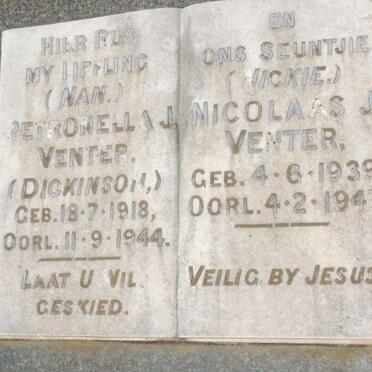 HIER RUS
MY LIEFLING
(NAN.)
PETRONELLA J.
VENTER.
(DICKINSON,)
GEB. 18·7·1918,
OORL. 11·9·1944.
LAAT U WIL
GESKIED.
EN
ONS SEUNTJIE
(NICKIE.)
NICOLAAS J
VENTER,
GEB. 4·6·1939
OORL. 4·2·194
VEILIG BY JESUS